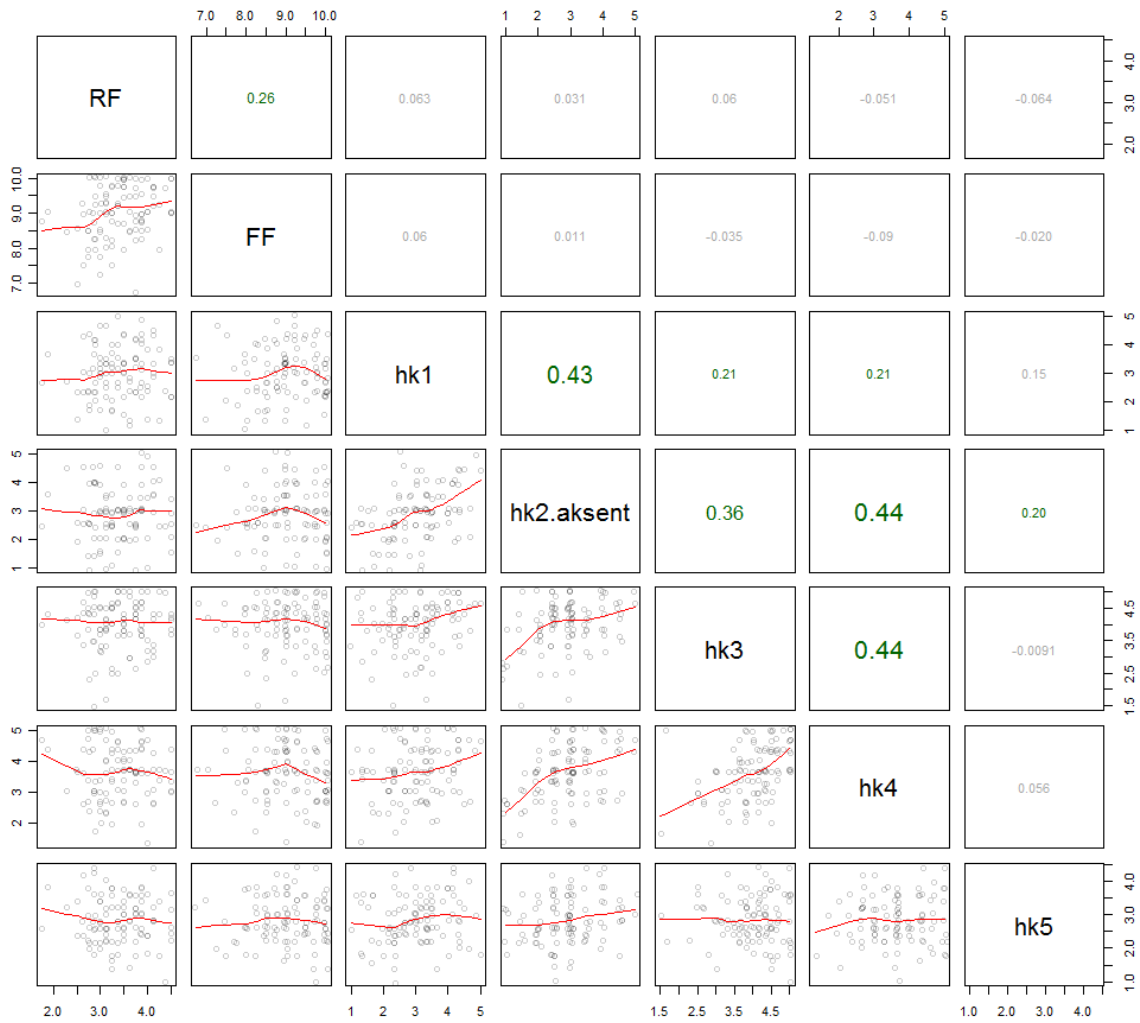 7.0 8.0 9.0 10.0 1 2 3 4 5 2 3 4 5
RF 0.26 0.063 0.031 0.06 -0.051 -0.064 2.0 3.0 4.0
7.0 8.0 9.0 10.0 FF 0.06 0.011 -0.035 -0.09 -0.020
hk1 0.43 0.21 0.21 0.15 1 2 3 4 5
1 2 3 4 5 hk2.aksent 0.36 0.44 0.20
hk3 0.44 -0.0091 1.5 2.5 3.5 4.5
2 3 4 5 hk4 0.056
hk5 1.0 2.0 3.0 4.0
2.0 3.0 4.0 1 2 3 4 5 1.5 2.5 3.5 4.5 1.0 2.0 3.0 4.0